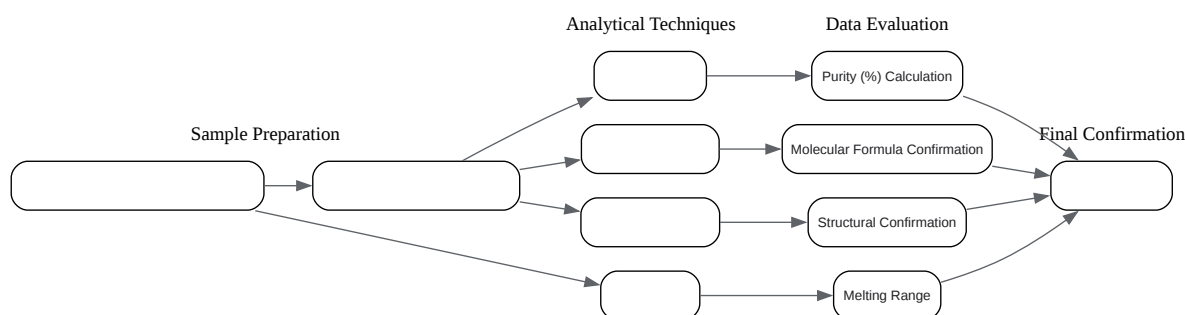 Analytical Techniques
Data Evaluation
Purity (%) Calculation
Sample Preparation
Final Confirmation
Molecular Formula Confirmation
Structural Confirmation
Melting Range